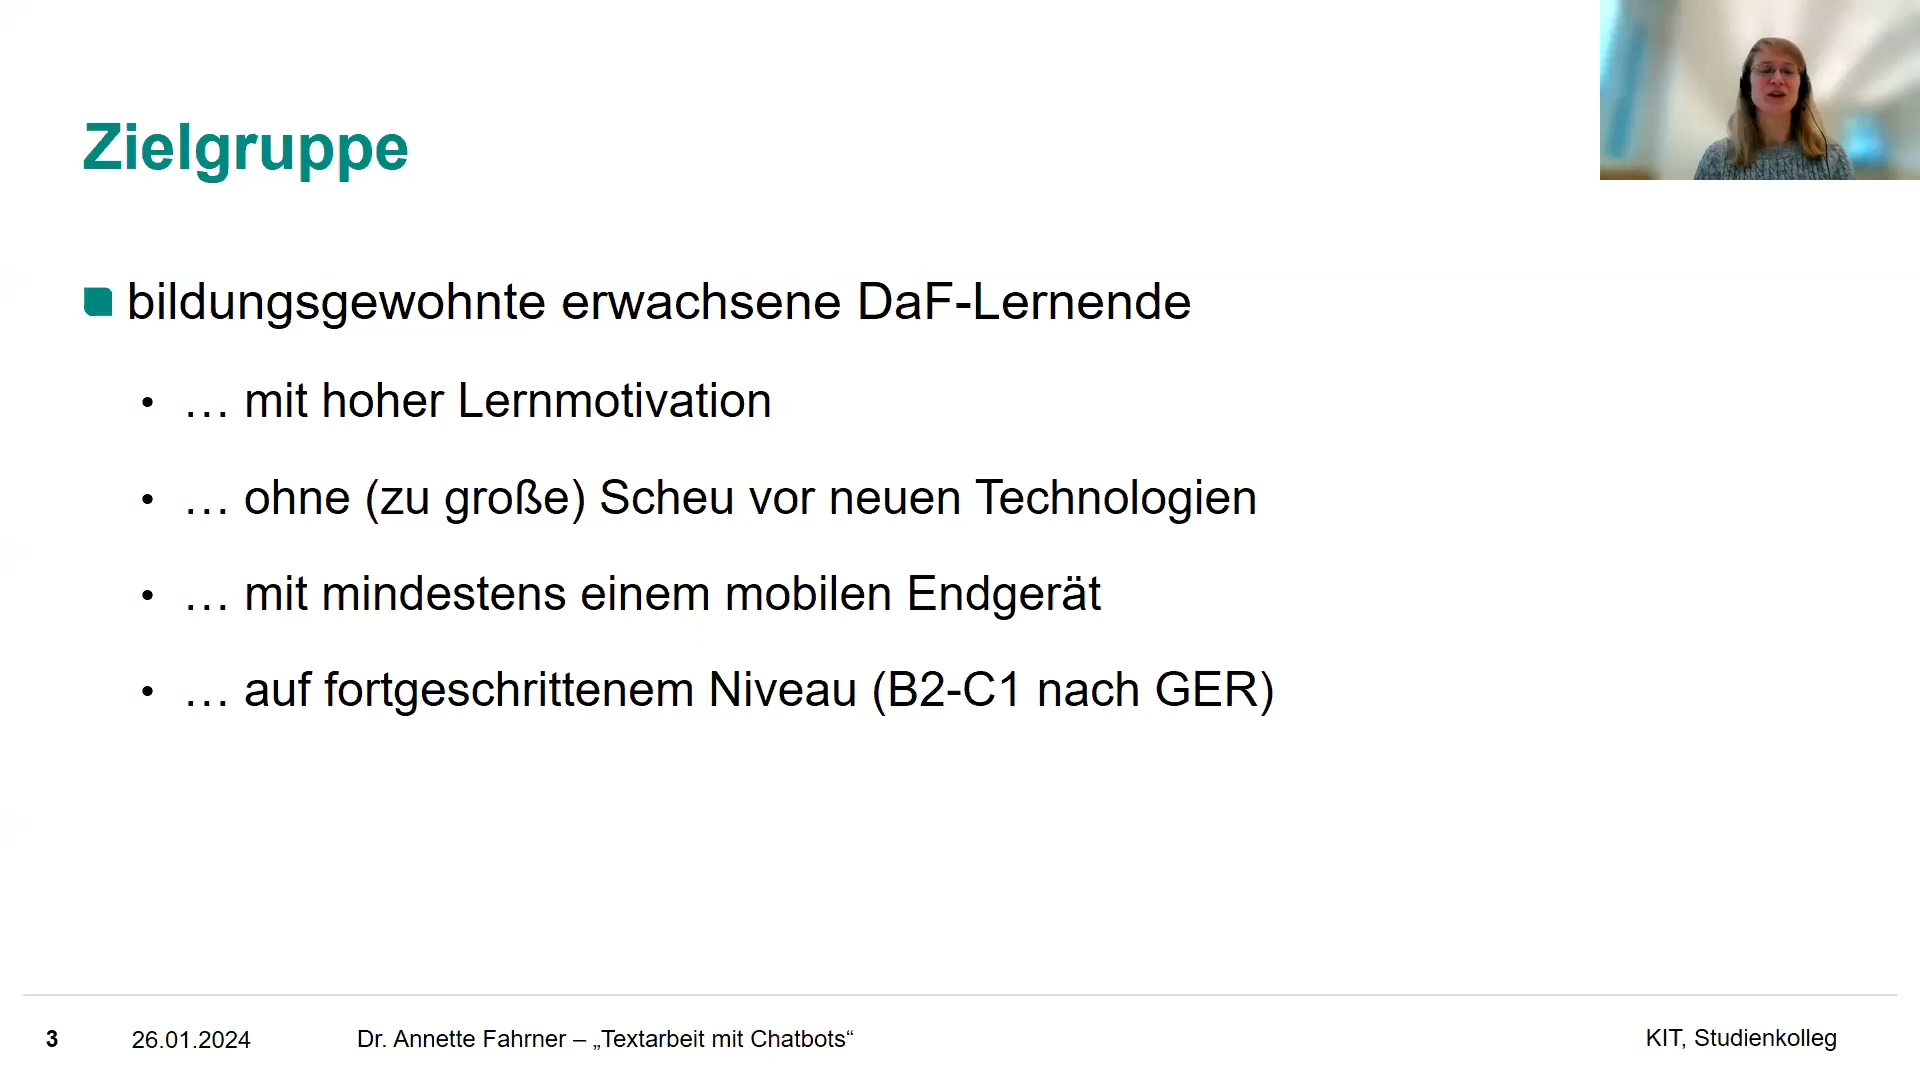 Zielgruppe
bildungsgewohnte erwachsene DaF-Lernende
• … mit hoher Lernmotivation
• … ohne (zu große) Scheu vor neuen Technologien
• … mit mindestens einem mobilen Endgerät
• … auf fortgeschrittenem Niveau (B2-C1 nach GER)
3 26.01.2024 Dr. Annette Fahrner – „Textarbeit mit Chatbots“ KIT, Studienkolleg